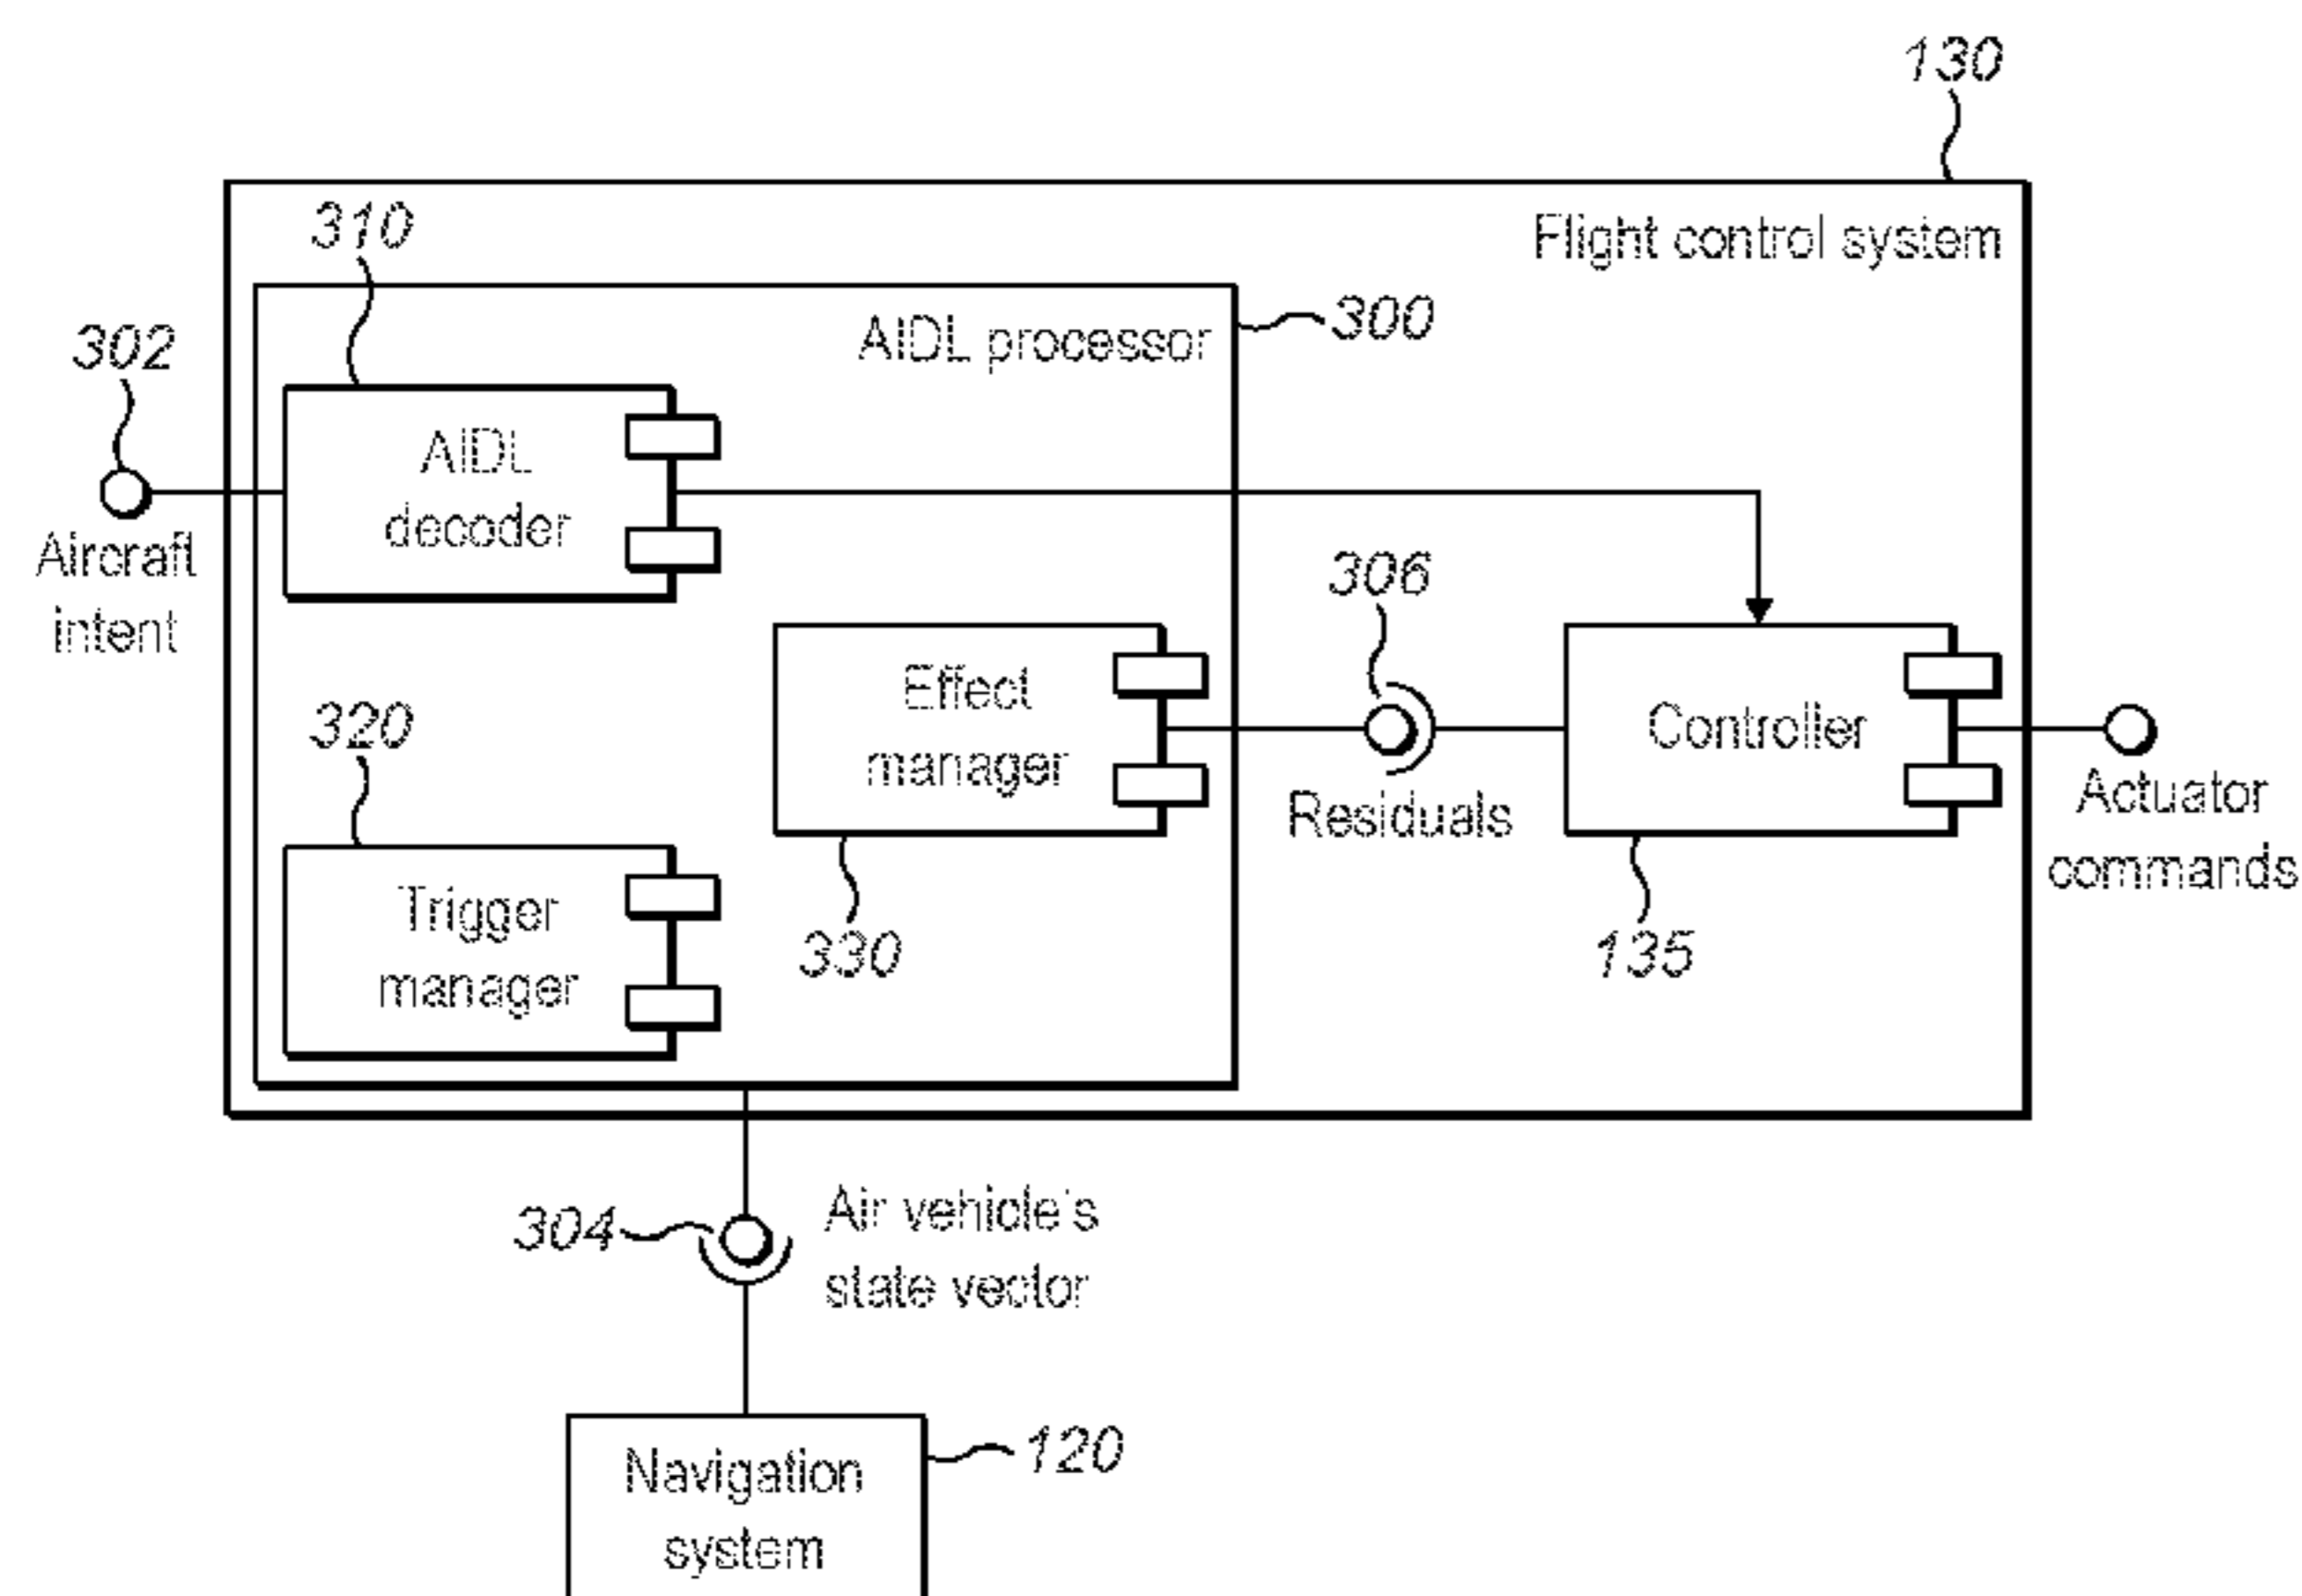 130
Flight control system
310
AIDL processor
300
302
AIDL
decoder
Aircraft
intent
306
Effect
manager
Controller
Residuals
Actuator
commands
320
Trigger
manager
330
135
304
Air vehicle's
state vector
Navigation
system
120